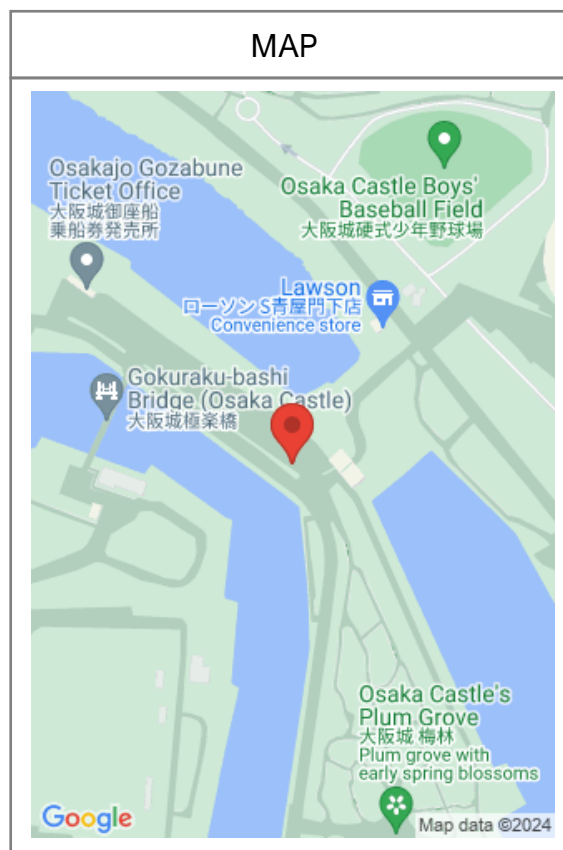 MAP
Osakajo Gozabune
Ticket Office
大阪城御座船
乗船券発売所
Osaka Castle Boys'
Baseball Field
大阪城硬式少年野球場
Lawson
ローソン S青屋門下店
Convenience store
Gokuraku-bashi
Bridge (Osaka Castle)
大阪城極楽橋
Osaka Castle's
Plum Grove
大阪城 梅林
Plum grove with
early spring blossoms
Google
Map data ©2024